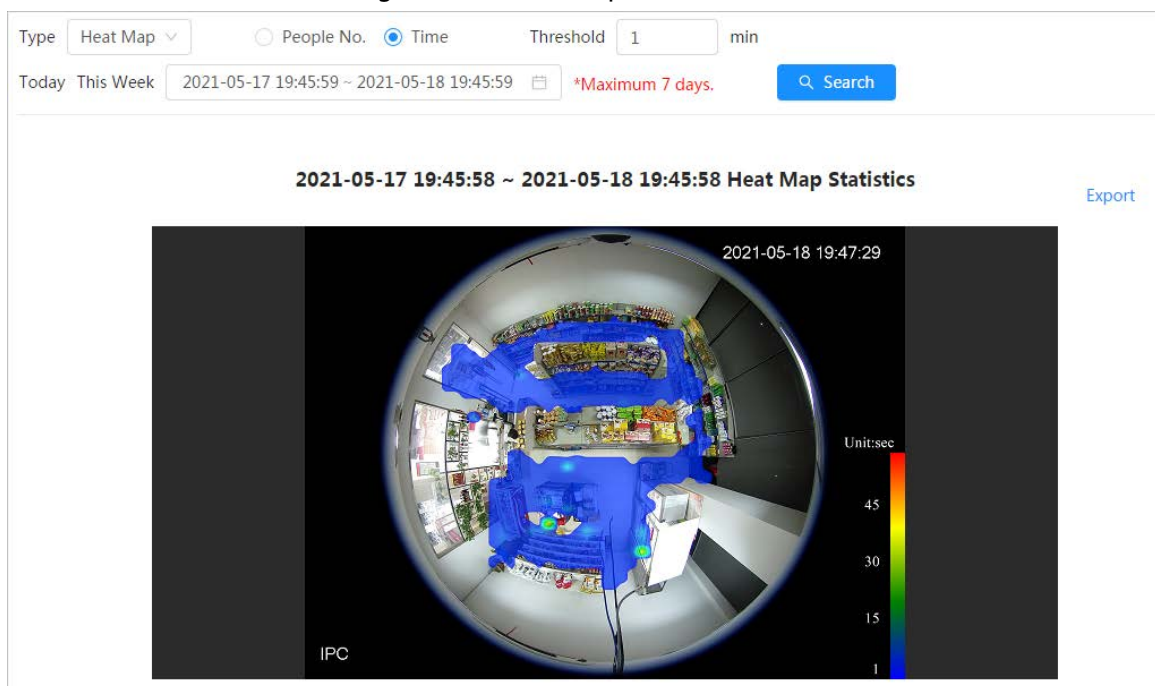 Type Heat Map People No. Time Threshold 1 min
Today This Week 2021-05-17 19:45:59 ~ 2021-05-18 19:45:59 *Maximum 7 days. Search
2021-05-17 19:45:58 ~ 2021-05-18 19:45:58 Heat Map Statistics
Export
2021-05-18 19:47:29
Unit:sec
45
30
15
1
IPC